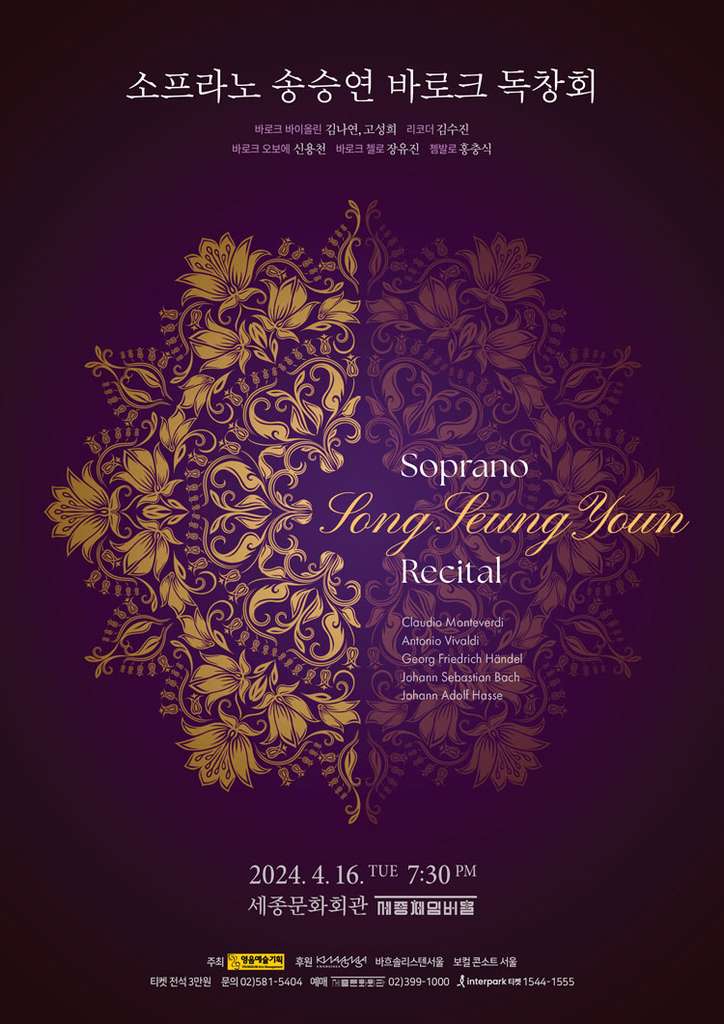 소프라노 송승연 바로크 독창회
바로크 바이올린 김나연, 고성희 리코더 김수진
바로크 오보에 신용천 바로크 첼로 장유진 쳄발로 홍충식
Soprano
Song Seung Youn
Recital
Claudio Monteverdi
Antonio Vivaldi
Georg Friedrich Händel
Johann Sebastian Bach
Johann Adolf Hasse
2024. 4. 16. TUE 7:30 PM
세종문화회관 세종체임버홀
주최 영음예술기획 후원 바흐솔리스텐서울 보컬 콘소트 서울
티켓 전석 3만원 문의 02)581-5404 예매 세종문화티켓 02)399-1000 interpark 티켓 1544-1555